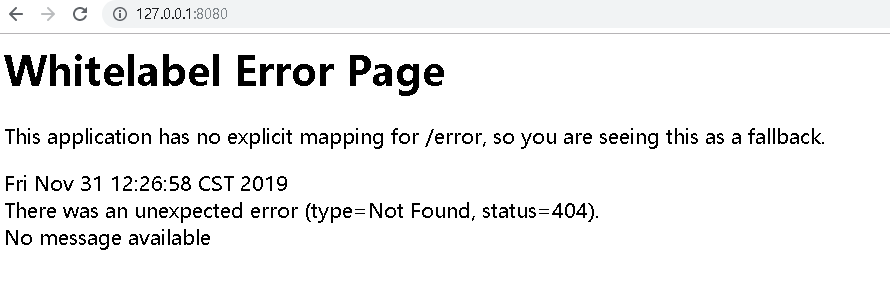 127.0.0.1:8080
Whitelabel Error Page
This application has no explicit mapping for /error, so you are seeing this as a fallback.
Fri Nov 31 12:26:58 CST 2019
There was an unexpected error (type=Not Found, status=404).
No message available